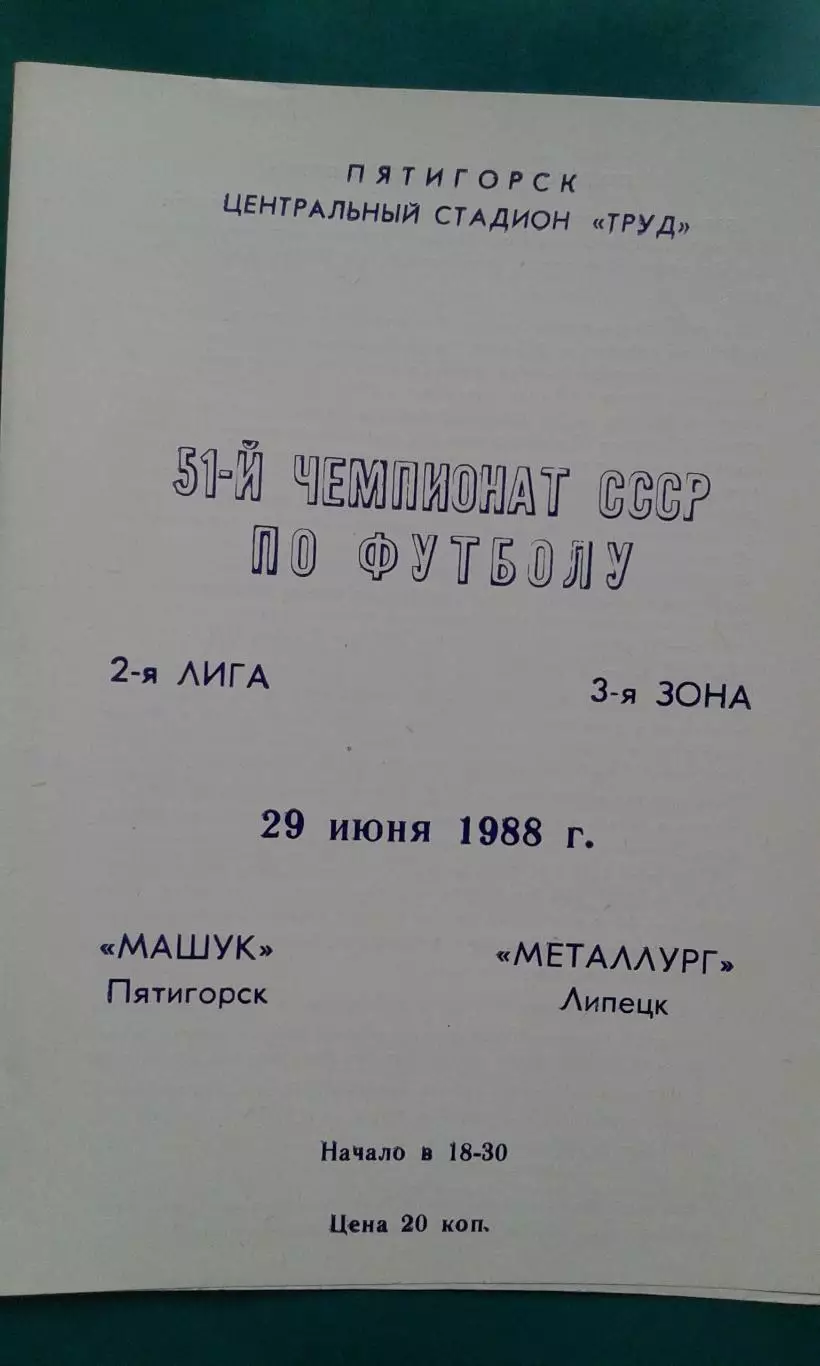 ПЯТИГОРСК
ЦЕНТРАЛЬНЫЙ СТАДИОН «ТРУД»
51-Й ЧЕМПИОНАТ СССР
ПО ФУТБОЛУ
2-я ЛИГА 3-я ЗОНА
29 июня 1988 г.
«МАШУК» «МЕТАЛЛУРГ»
Пятигорск Липецк
Начало в 18-30
Цена 20 коп.